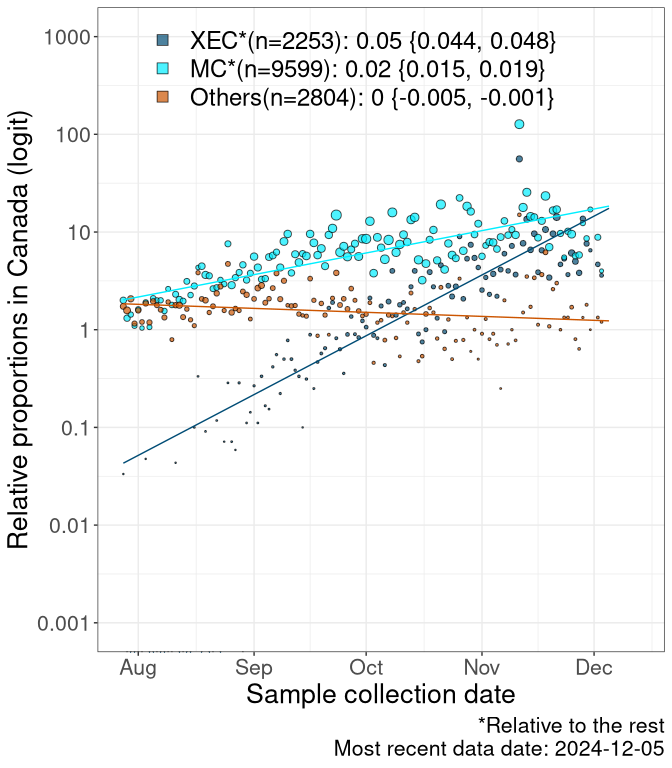 XEC*(n=2253): 0.05 {0.044, 0.048}
MC*(n=9599): 0.02 {0.015, 0.019}
Others(n=2804): 0 {-0.005, -0.001}
Relative proportions in Canada (logit)
1000
100
10
1
0.1
0.01
0.001
Aug Sep Oct Nov Dec
Sample collection date
*Relative to the rest
Most recent data date: 2024-12-05